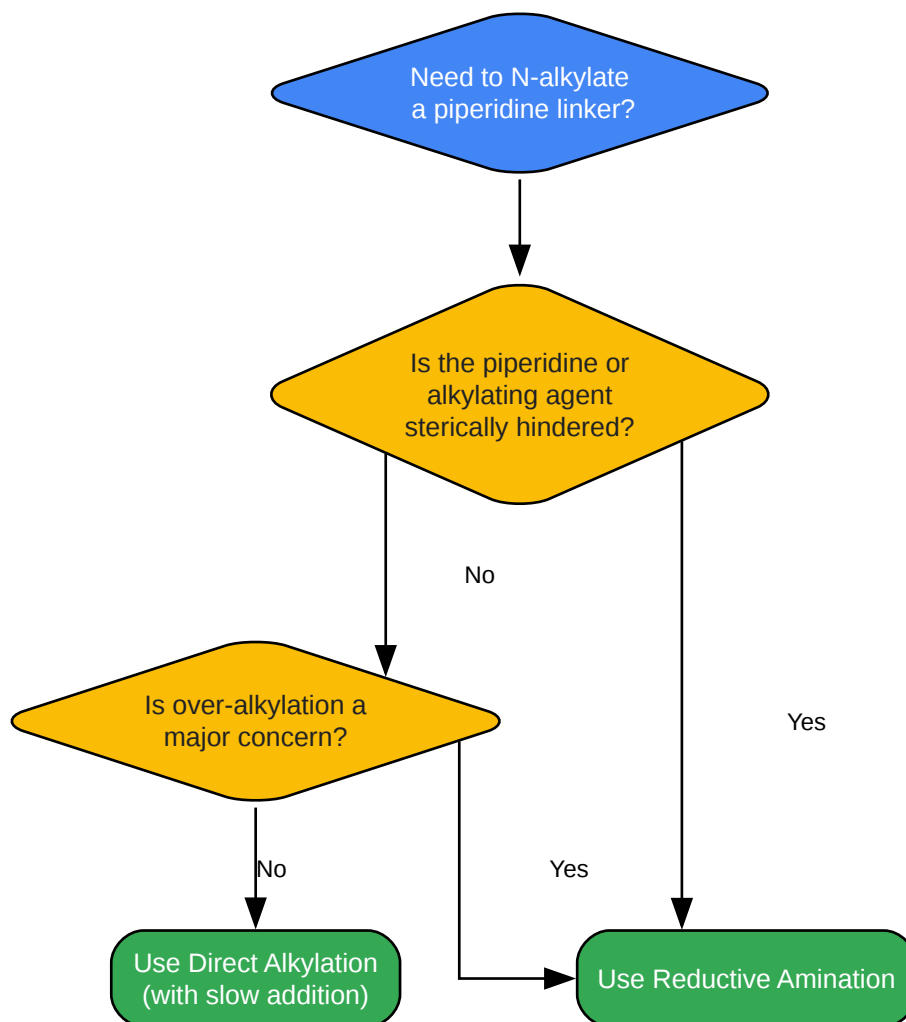 Need to N-alkylate
a piperidine linker?
Is the piperidine or
alkylating agent
sterically hindered?
No
Is over-alkylation a
major concern?
Yes
No
Yes
Use Direct Alkylation
(with slow addition)
Use Reductive Amination